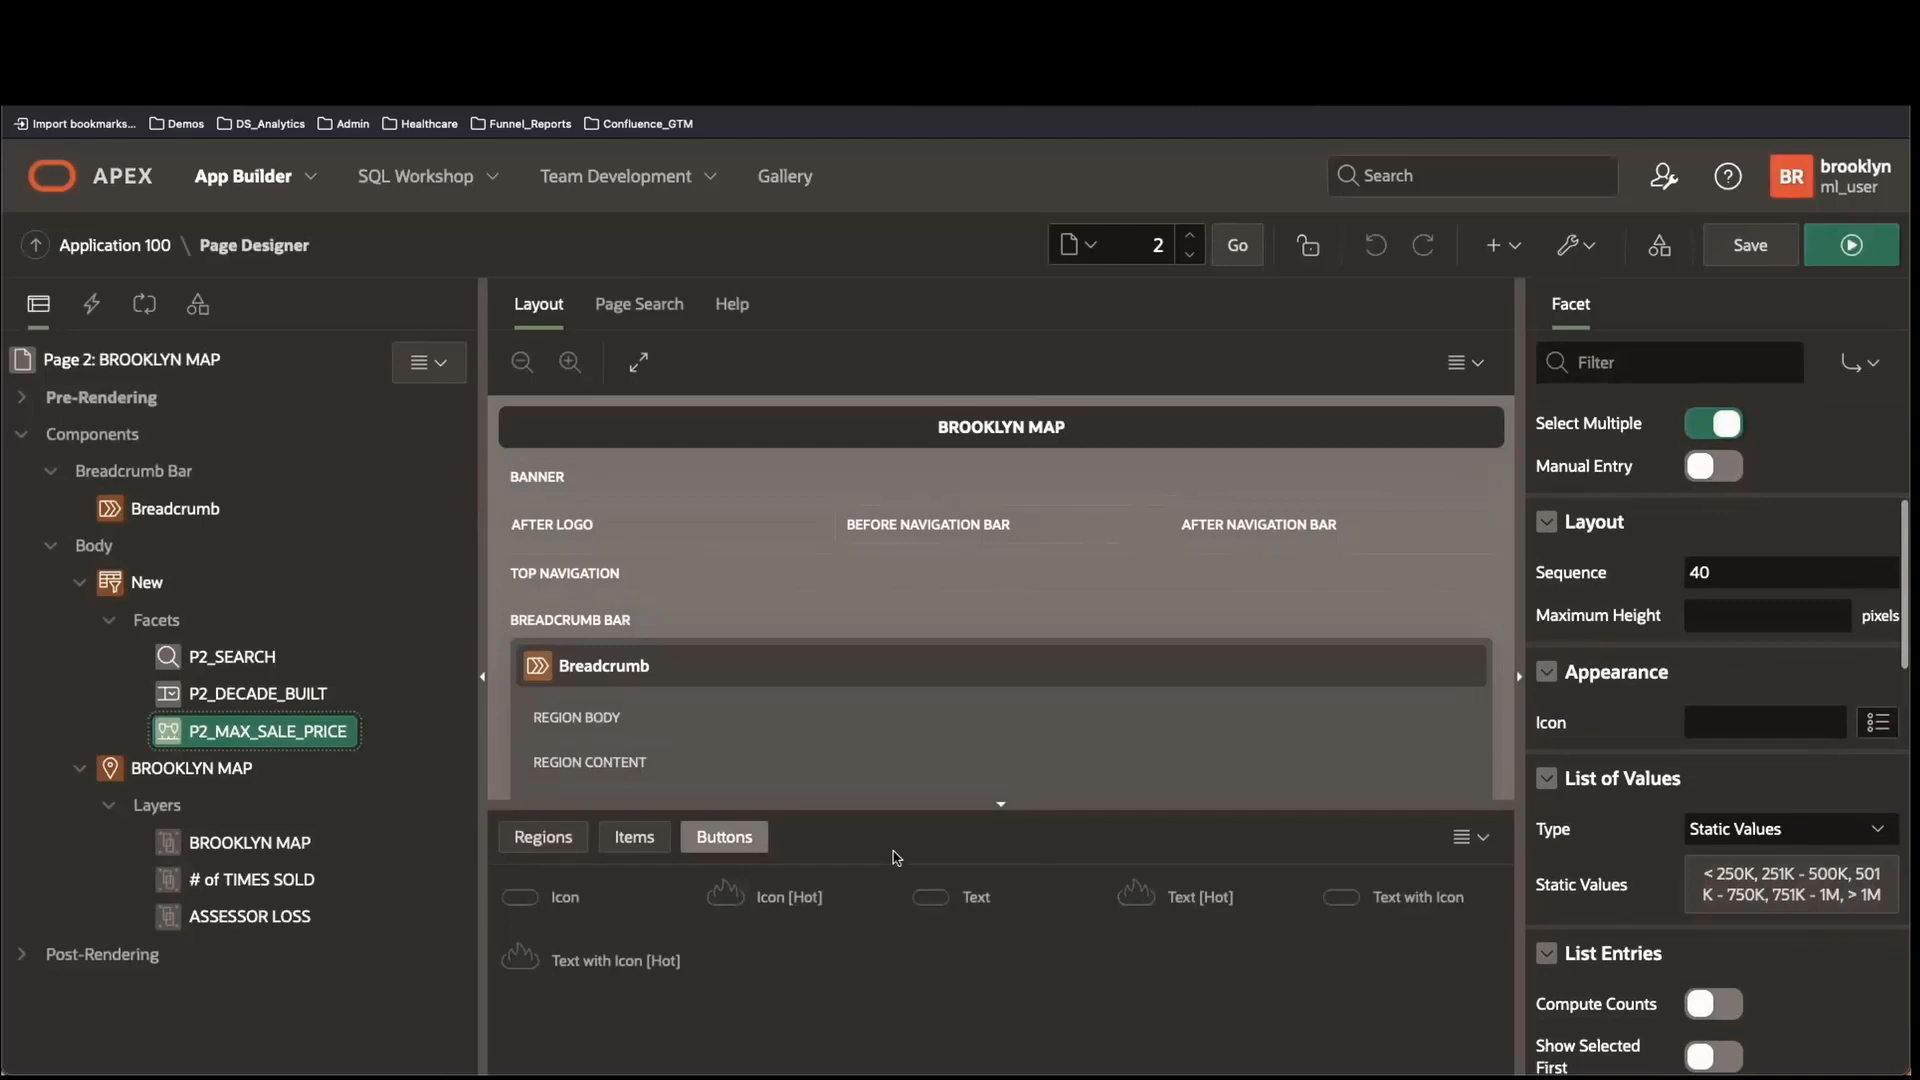 Import bookmarks... Demos DS_Analytics Admin Healthcare Funnel_Reports Confluence_GTM
APEX App Builder SQL Workshop Team Development Gallery Search BR brooklyn
ml_user
Application 100 \ Page Designer 2 Go Save
Layout Page Search Help Facet
Page 2: BROOKLYN MAP
Filter
Pre-Rendering
Components
Breadcrumb Bar
Breadcrumb
Body
New
Facets
P2_SEARCH
P2_DECADE_BUILT
P2_MAX_SALE_PRICE
BROOKLYN MAP
Layers
BROOKLYN MAP
# of TIMES SOLD
ASSESSOR LOSS
Post-Rendering
BROOKLYN MAP
BANNER
AFTER LOGO BEFORE NAVIGATION BAR AFTER NAVIGATION BAR
TOP NAVIGATION
BREADCRUMB BAR
Breadcrumb
REGION BODY
REGION CONTENT
Regions Items Buttons
Icon Icon [Hot] Text Text [Hot] Text with Icon
Text with Icon [Hot]
Select Multiple
Manual Entry
Layout
Sequence 40
Maximum Height pixels
Appearance
Icon
List of Values
Type Static Values
Static Values < 250K, 251K - 500K, 501
K - 750K, 751K - 1M, > 1M
List Entries
Compute Counts
Show Selected
First